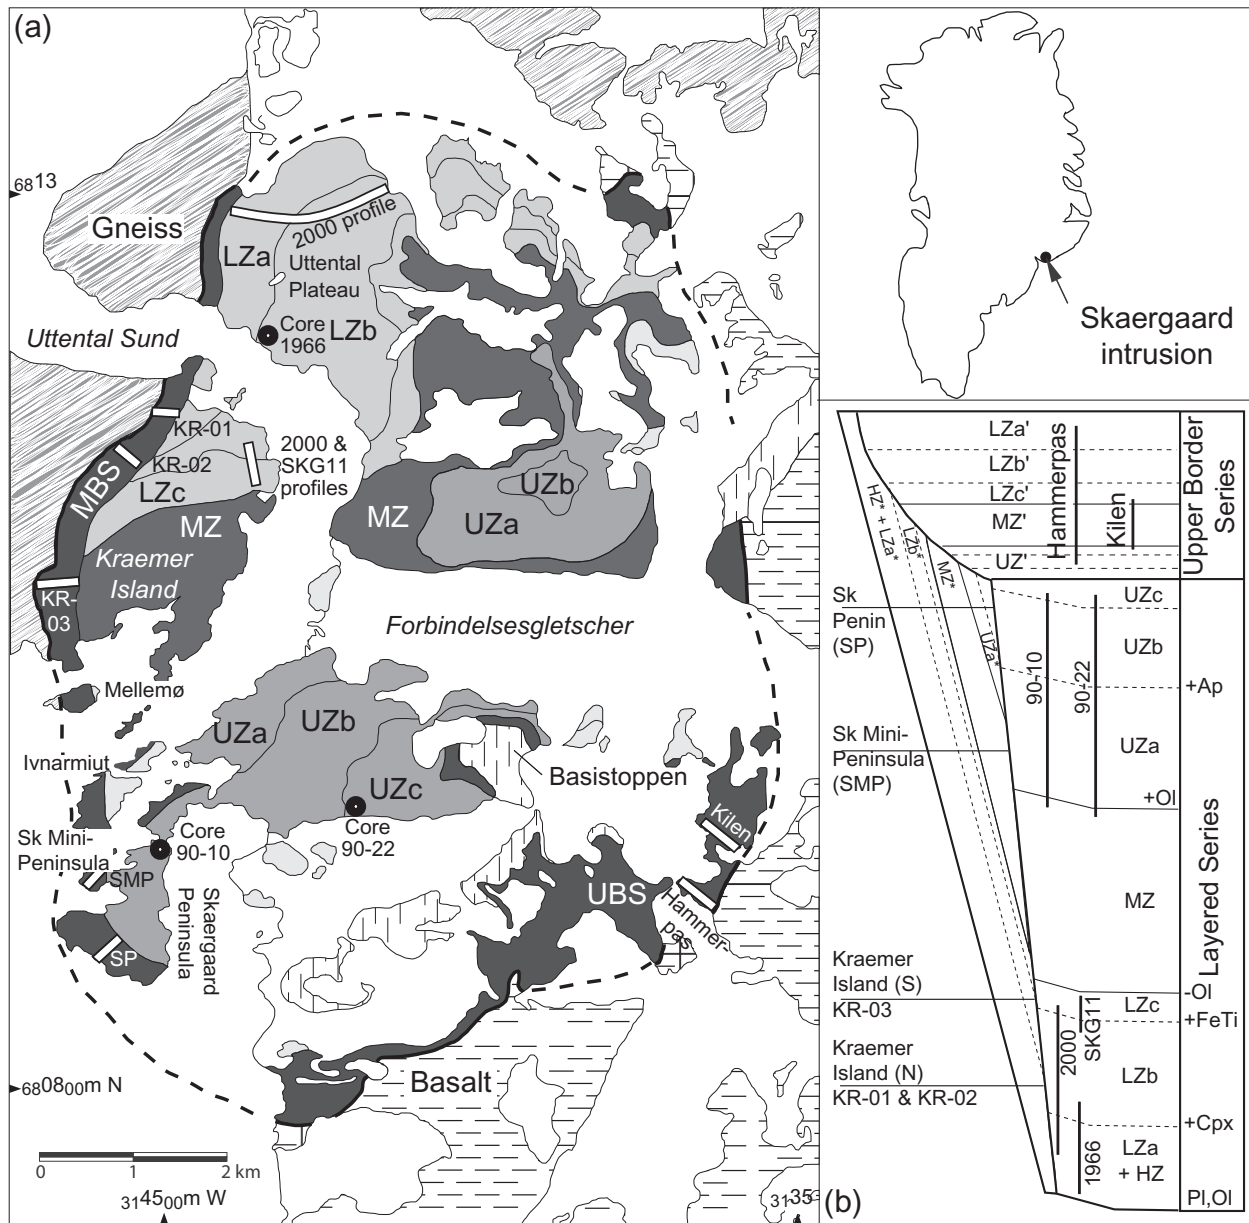 (a)
6813
Gneiss
LZa
2000 profile
Uttental
Plateau
Core
1966
LZb
Uttental Sund
KR-01
KR-02
MBS
LZc
2000 &
SKG11
profiles
MZ
Kraemer
Island
KR-
03
MZ
UZb
UZa
Forbindelsesgletscher
Mellemø
UZa
UZb
UZc
Ivnarmiut
Basistoppen
Sk Mini-
Peninsula
Core
90-10
Core
90-22
SMP
SP
Skaergaard
Peninsula
Kilen
UBS
Hammer-
pas
Basalt
680800m N
0 1 2 km
314500m W
3135
Skaergaard
intrusion
LZa'
LZb'
LZc'
MZ'
UZ'
Hammerpas
Kilen
Upper Border
Series
HZ* + LZa*
LZb*
MZ*
UZa*
Sk
Penin
(SP)
Sk Mini-
Peninsula
(SMP)
Kraemer
Island (S)
KR-03
Kraemer
Island (N)
KR-01 & KR-02
90-10
90-22
2000
SKG11
1966
UZc
UZb
UZa
MZ
LZc
LZb
LZa
+ HZ
+Ap
+Ol
-Ol
+FeTi
+Cpx
Pl,Ol
Layered Series
(b)